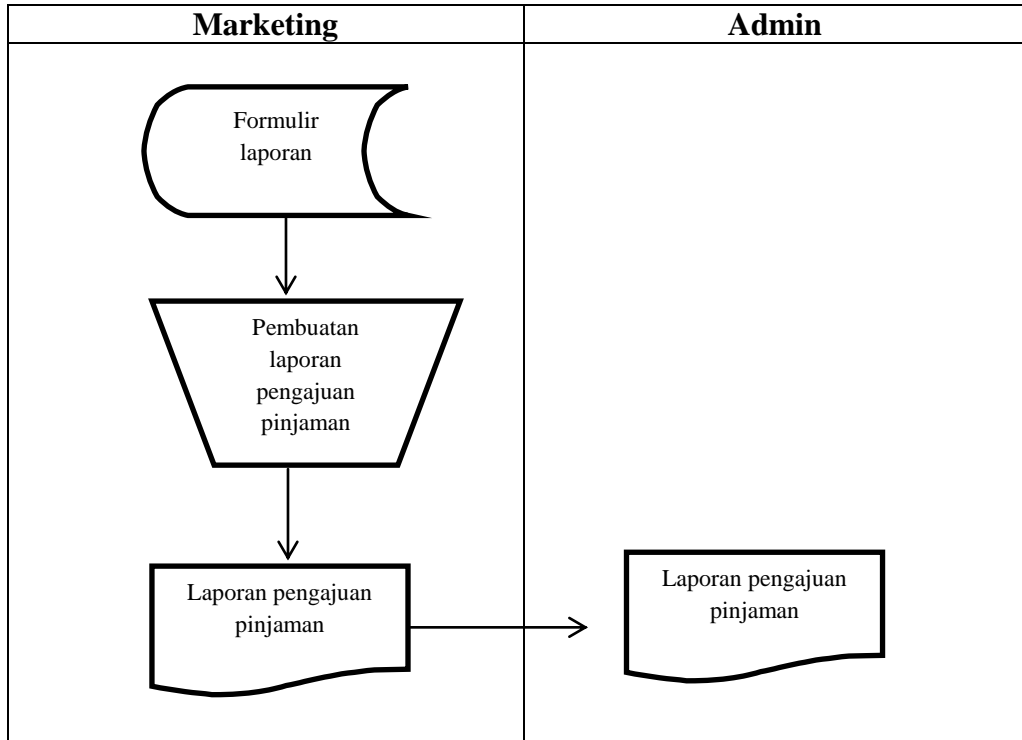 Marketing
Admin
Formulir
laporan
Pembuatan
laporan
pengajuan
pinjaman
Laporan pengajuan
pinjaman
Laporan pengajuan
pinjaman